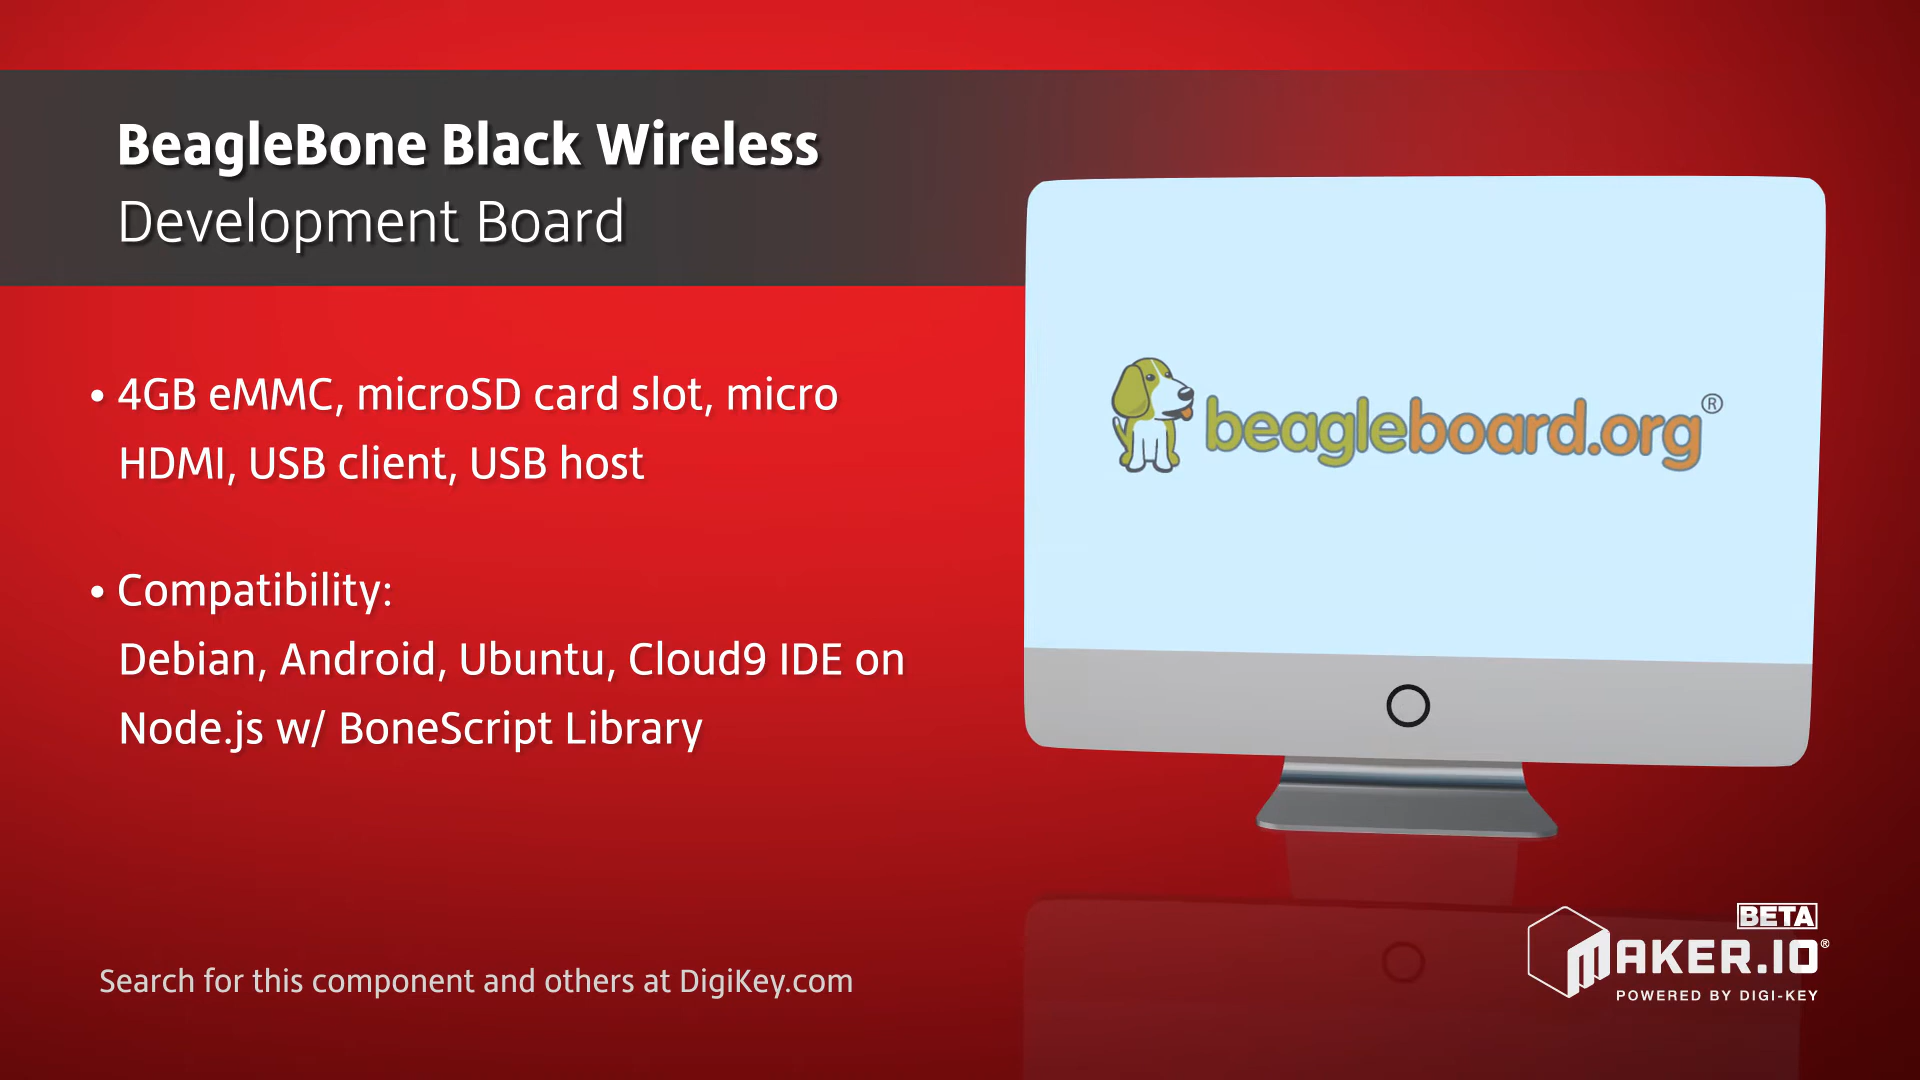 BeagleBone Black Wireless
Development Board
• 4GB eMMC, microSD card slot, micro
HDMI, USB client, USB host
• Compatibility:
Debian, Android, Ubuntu, Cloud9 IDE on
Node.js w/ BoneScript Library
beagleboard.org®
Search for this component and others at DigiKey.com
BETA
MAKER.IO®
POWERED BY DIGI-KEY